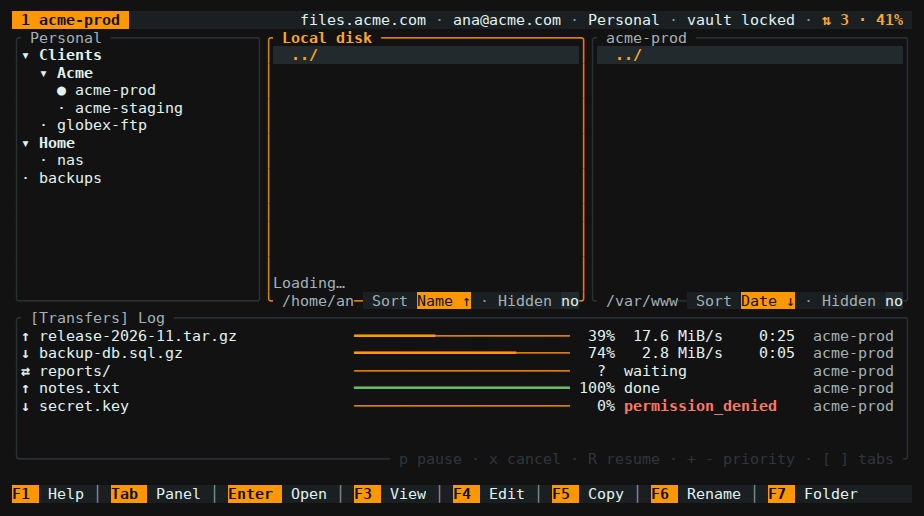 1 acme-prod files.acme.com · ana@acme.com · Personal · vault locked · ⇅ 3 · 41%
Personal
▾ Clients
▾ Acme
● acme-prod
· acme-staging
· globex-ftp
▾ Home
· nas
· backups
Local disk
../
Loading…
/home/an Sort Name ↑ · Hidden no
acme-prod
../
/var/www Sort Date ↓ · Hidden no
[Transfers] Log
↑ release-2026-11.tar.gz 39% 17.6 MiB/s 0:25 acme-prod
↓ backup-db.sql.gz 74% 2.8 MiB/s 0:05 acme-prod
⇄ reports/ ? waiting acme-prod
↑ notes.txt 100% done acme-prod
↓ secret.key 0% permission_denied acme-prod
p pause · x cancel · R resume · + - priority · [ ] tabs
F1 Help │ Tab Panel │ Enter Open │ F3 View │ F4 Edit │ F5 Copy │ F6 Rename │ F7 Folder